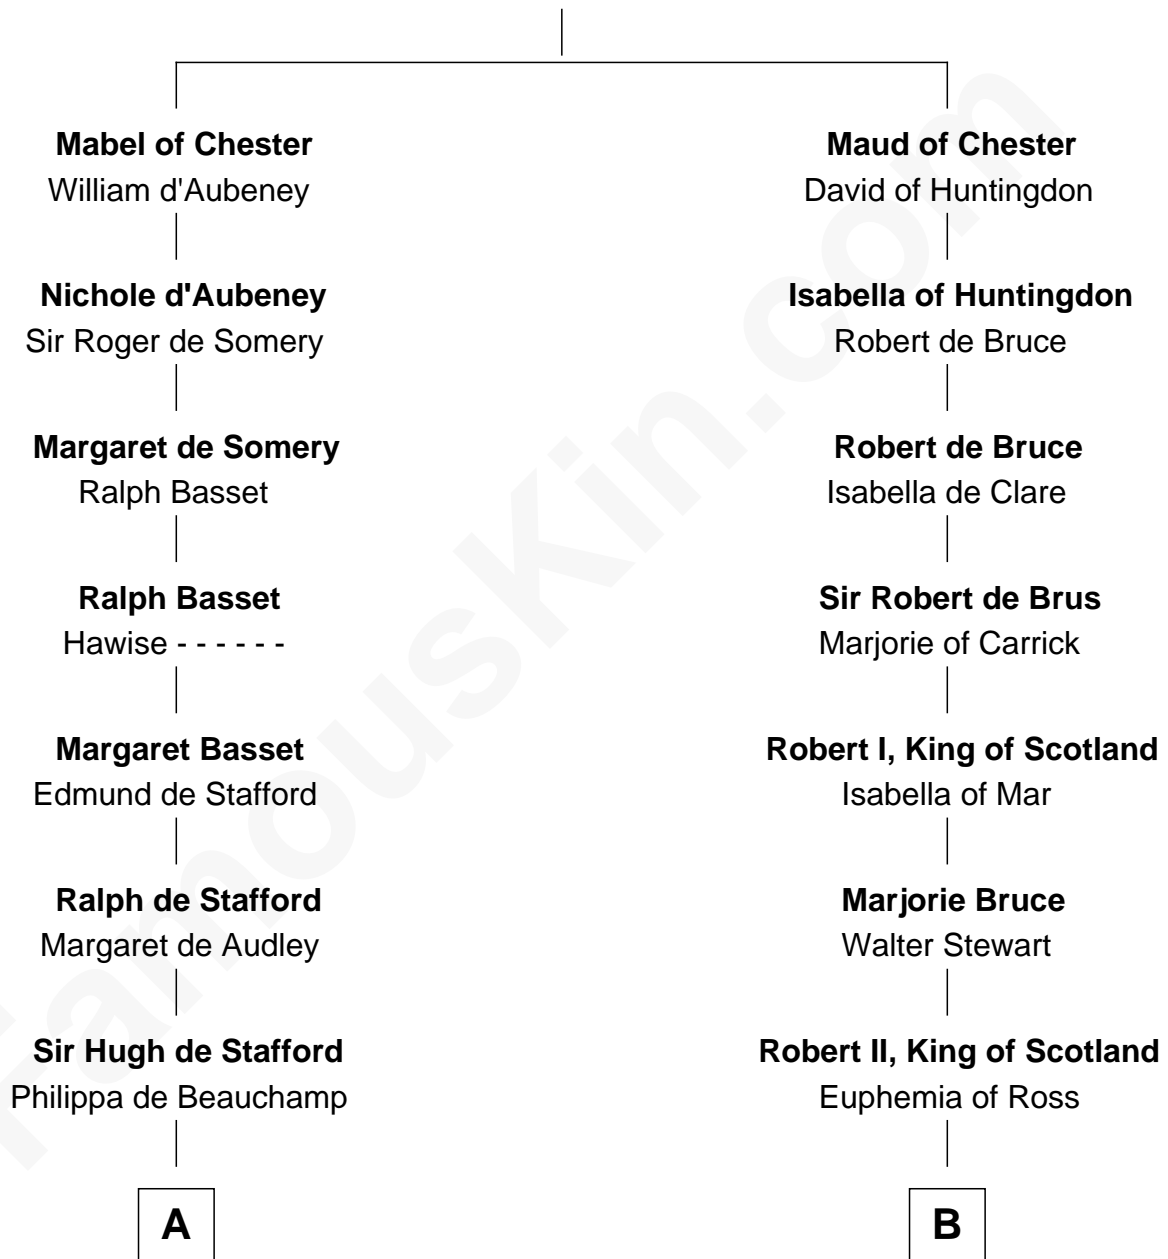 Mabel of Chester
William d'Aubeney
Maud of Chester
David of Huntingdon
Nichole d'Aubeney
Sir Roger de Somery
Isabella of Huntingdon
Robert de Bruce
Margaret de Somery
Ralph Basset
Robert de Bruce
Isabella de Clare
Ralph Basset
Hawise - - - - - -
Sir Robert de Brus
Marjorie of Carrick
Margaret Basset
Edmund de Stafford
Robert I, King of Scotland
Isabella of Mar
Ralph de Stafford
Margaret de Audley
Marjorie Bruce
Walter Stewart
Sir Hugh de Stafford
Philippa de Beauchamp
Robert II, King of Scotland
Euphemia of Ross
A
B
FamousKin.com